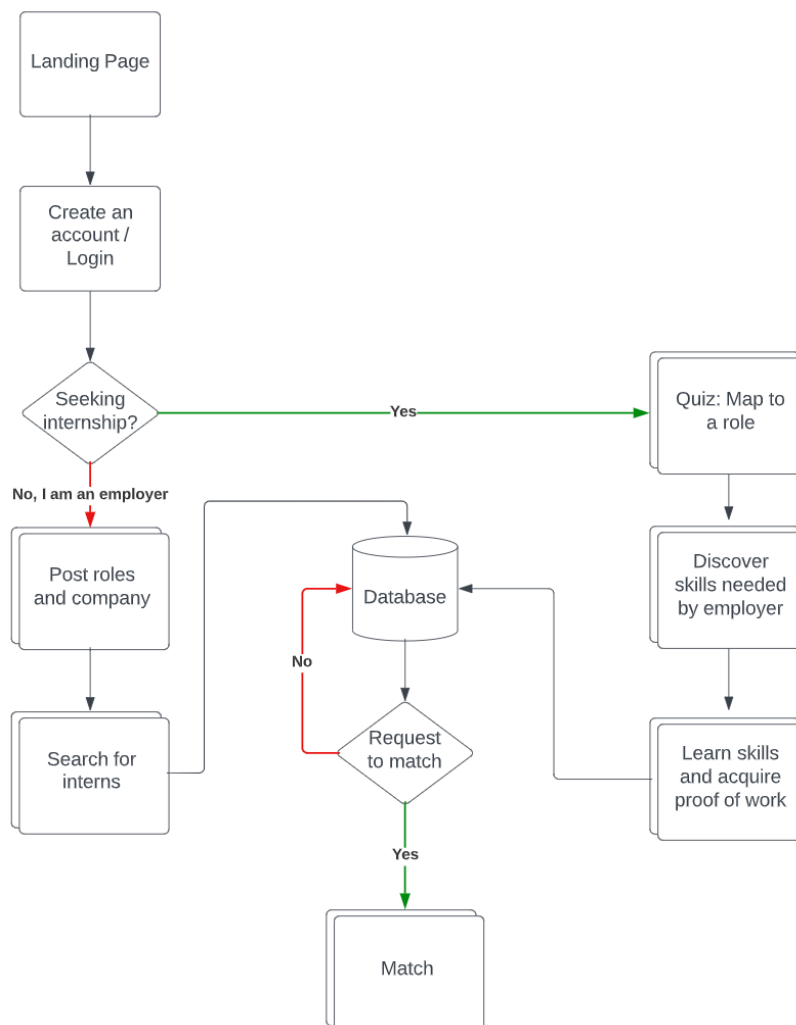 Landing Page
Create an
account /
Login
Seeking
internship?
Yes
Quiz: Map to
a role
No, I am an employer
Post roles
and company
Discover
skills needed
by employer
Database
No
Search for
interns
Request
to match
Learn skills
and acquire
proof of work
Yes
Match